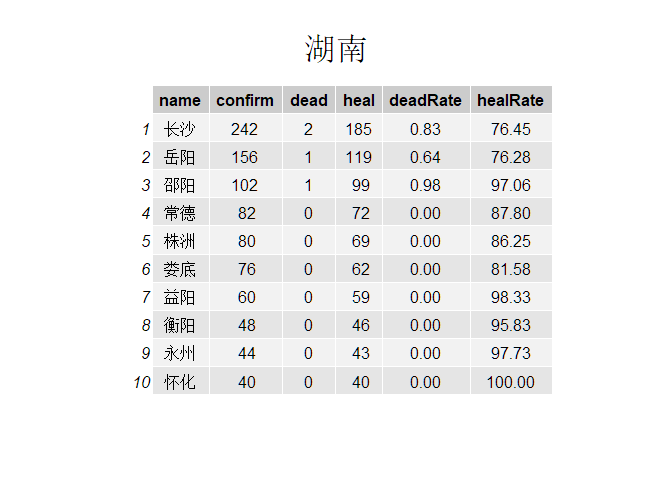 湖南
name confirm dead heal deadRate healRate
1 长沙 242 2 185 0.83 76.45
2 岳阳 156 1 119 0.64 76.28
3 邵阳 102 1 99 0.98 97.06
4 常德 82 0 72 0.00 87.80
5 株洲 80 0 69 0.00 86.25
6 娄底 76 0 62 0.00 81.58
7 益阳 60 0 59 0.00 98.33
8 衡阳 48 0 46 0.00 95.83
9 永州 44 0 43 0.00 97.73
10 怀化 40 0 40 0.00 100.00